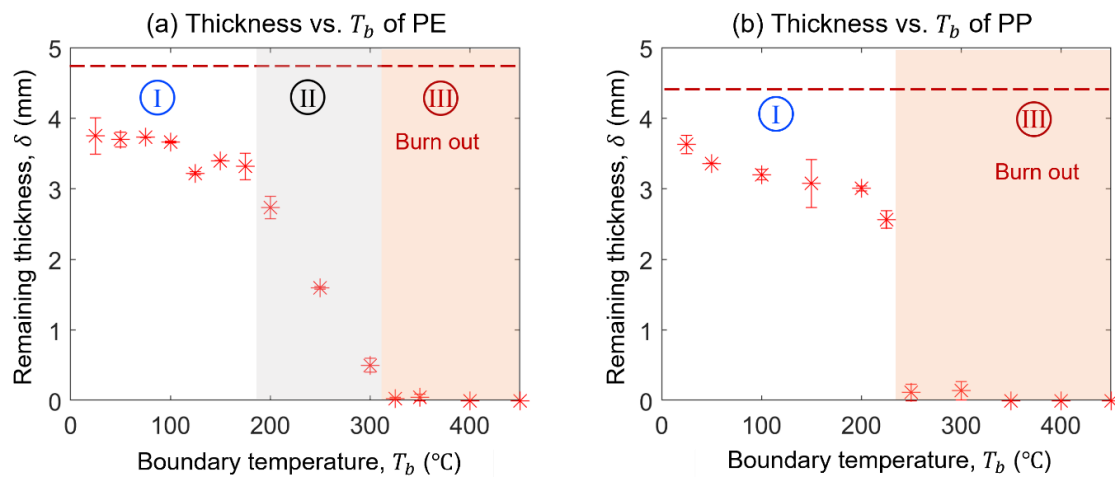 (a) Thickness vs. T_b of PE
5
4
3
2
1
0
Remaining thickness, δ (mm)
I
II
III
Burn out
0
100
200
300
400
Boundary temperature, T_b (°C)
(b) Thickness vs. T_b of PP
5
4
3
2
1
0
Remaining thickness, δ (mm)
I
III
Burn out
0
100
200
300
400
Boundary temperature, T_b (°C)